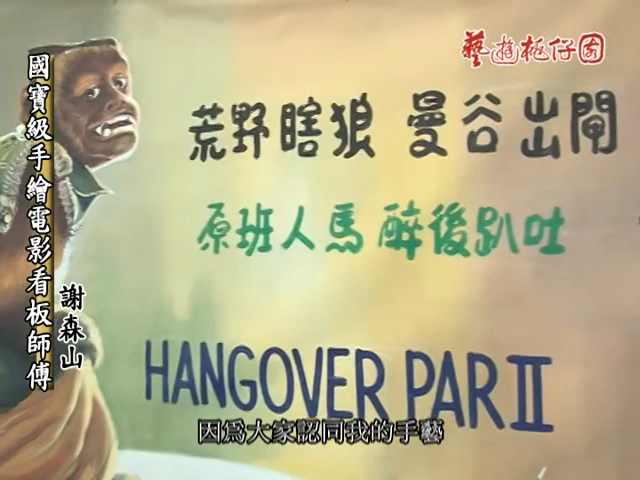 藝遊桃仔園
國寶級手繪電影看板師傅
謝森山
荒野瞎狼 曼谷出閘
原班人馬 醉後趴吐
HANGOVER PAR II
因為大家認同我的手藝